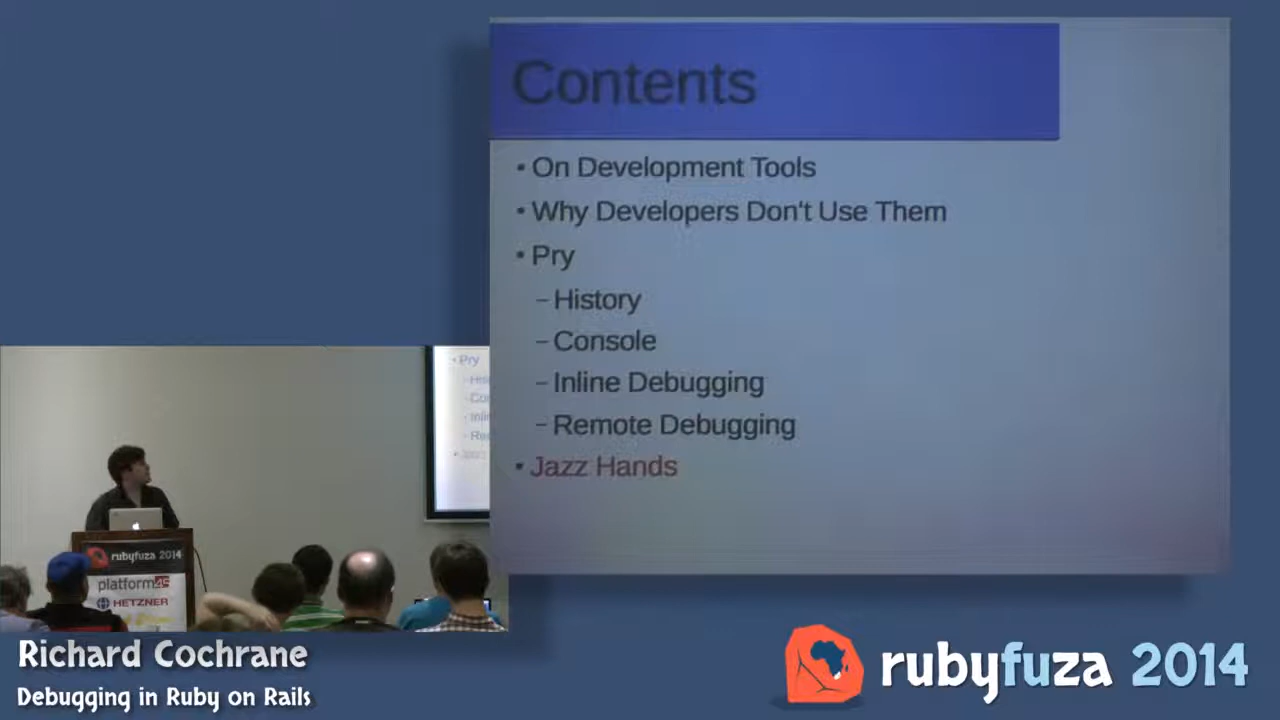 Contents
• On Development Tools
• Why Developers Don't Use Them
• Pry
– History
– Console
– Inline Debugging
– Remote Debugging
• Jazz Hands
• Pry
rubyfuza 2014
platform45
HETZNER
Richard Cochrane
Debugging in Ruby on Rails
rubyfuza 2014